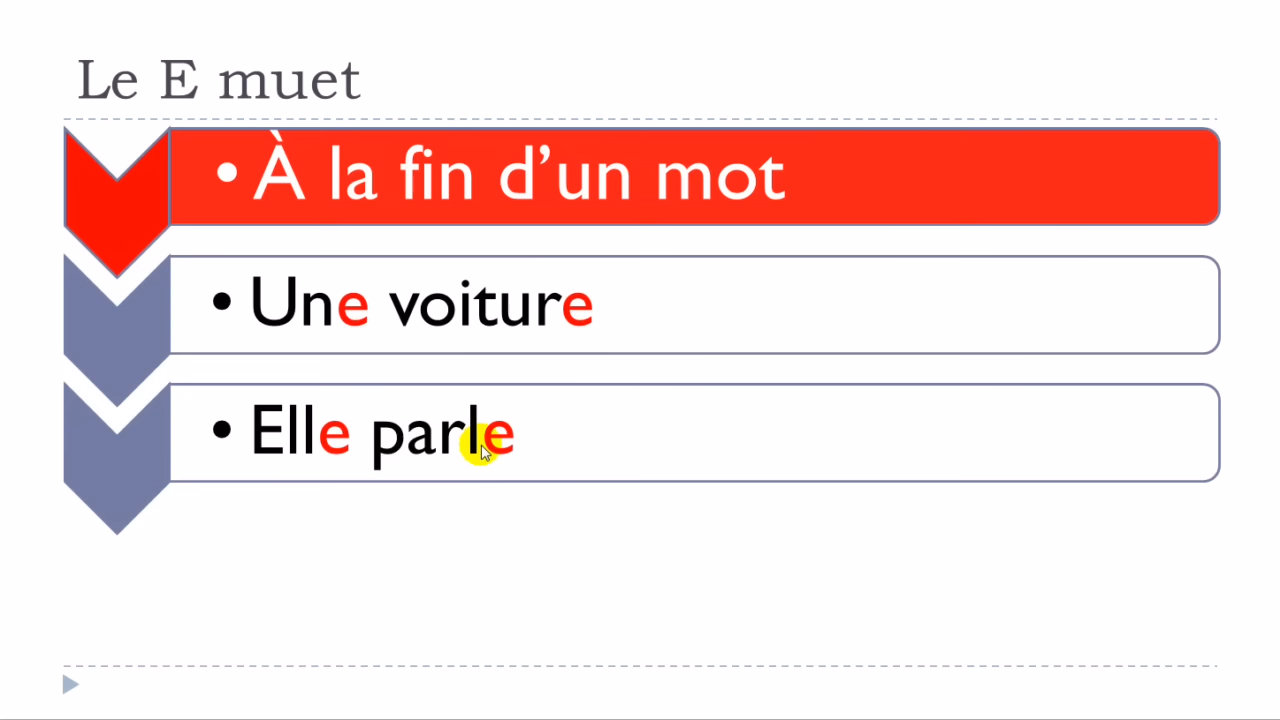 Le E muet
• À la fin d’un mot
• Une voiture
• Elle parle